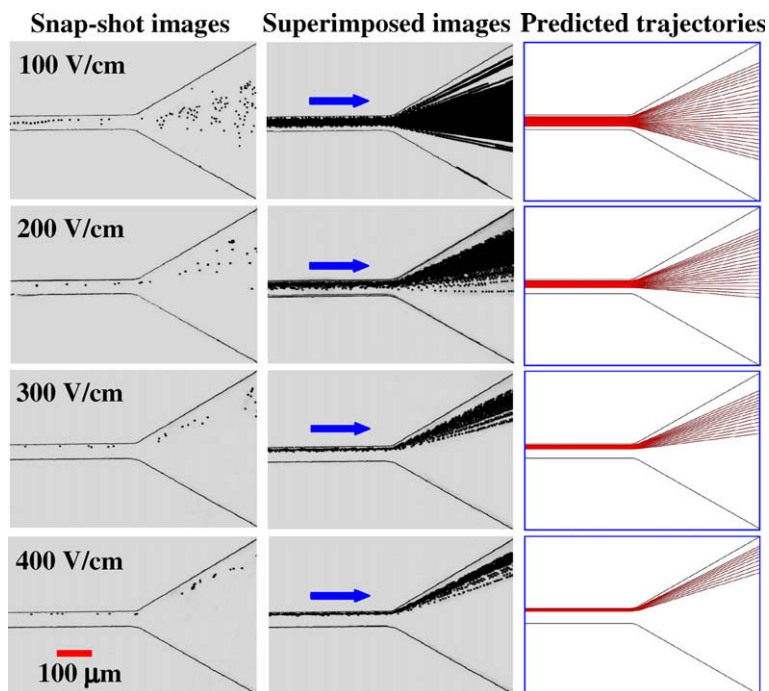 Snap-shot images Superimposed images Predicted trajectories
100 V/cm
200 V/cm
300 V/cm
400 V/cm
100 μm